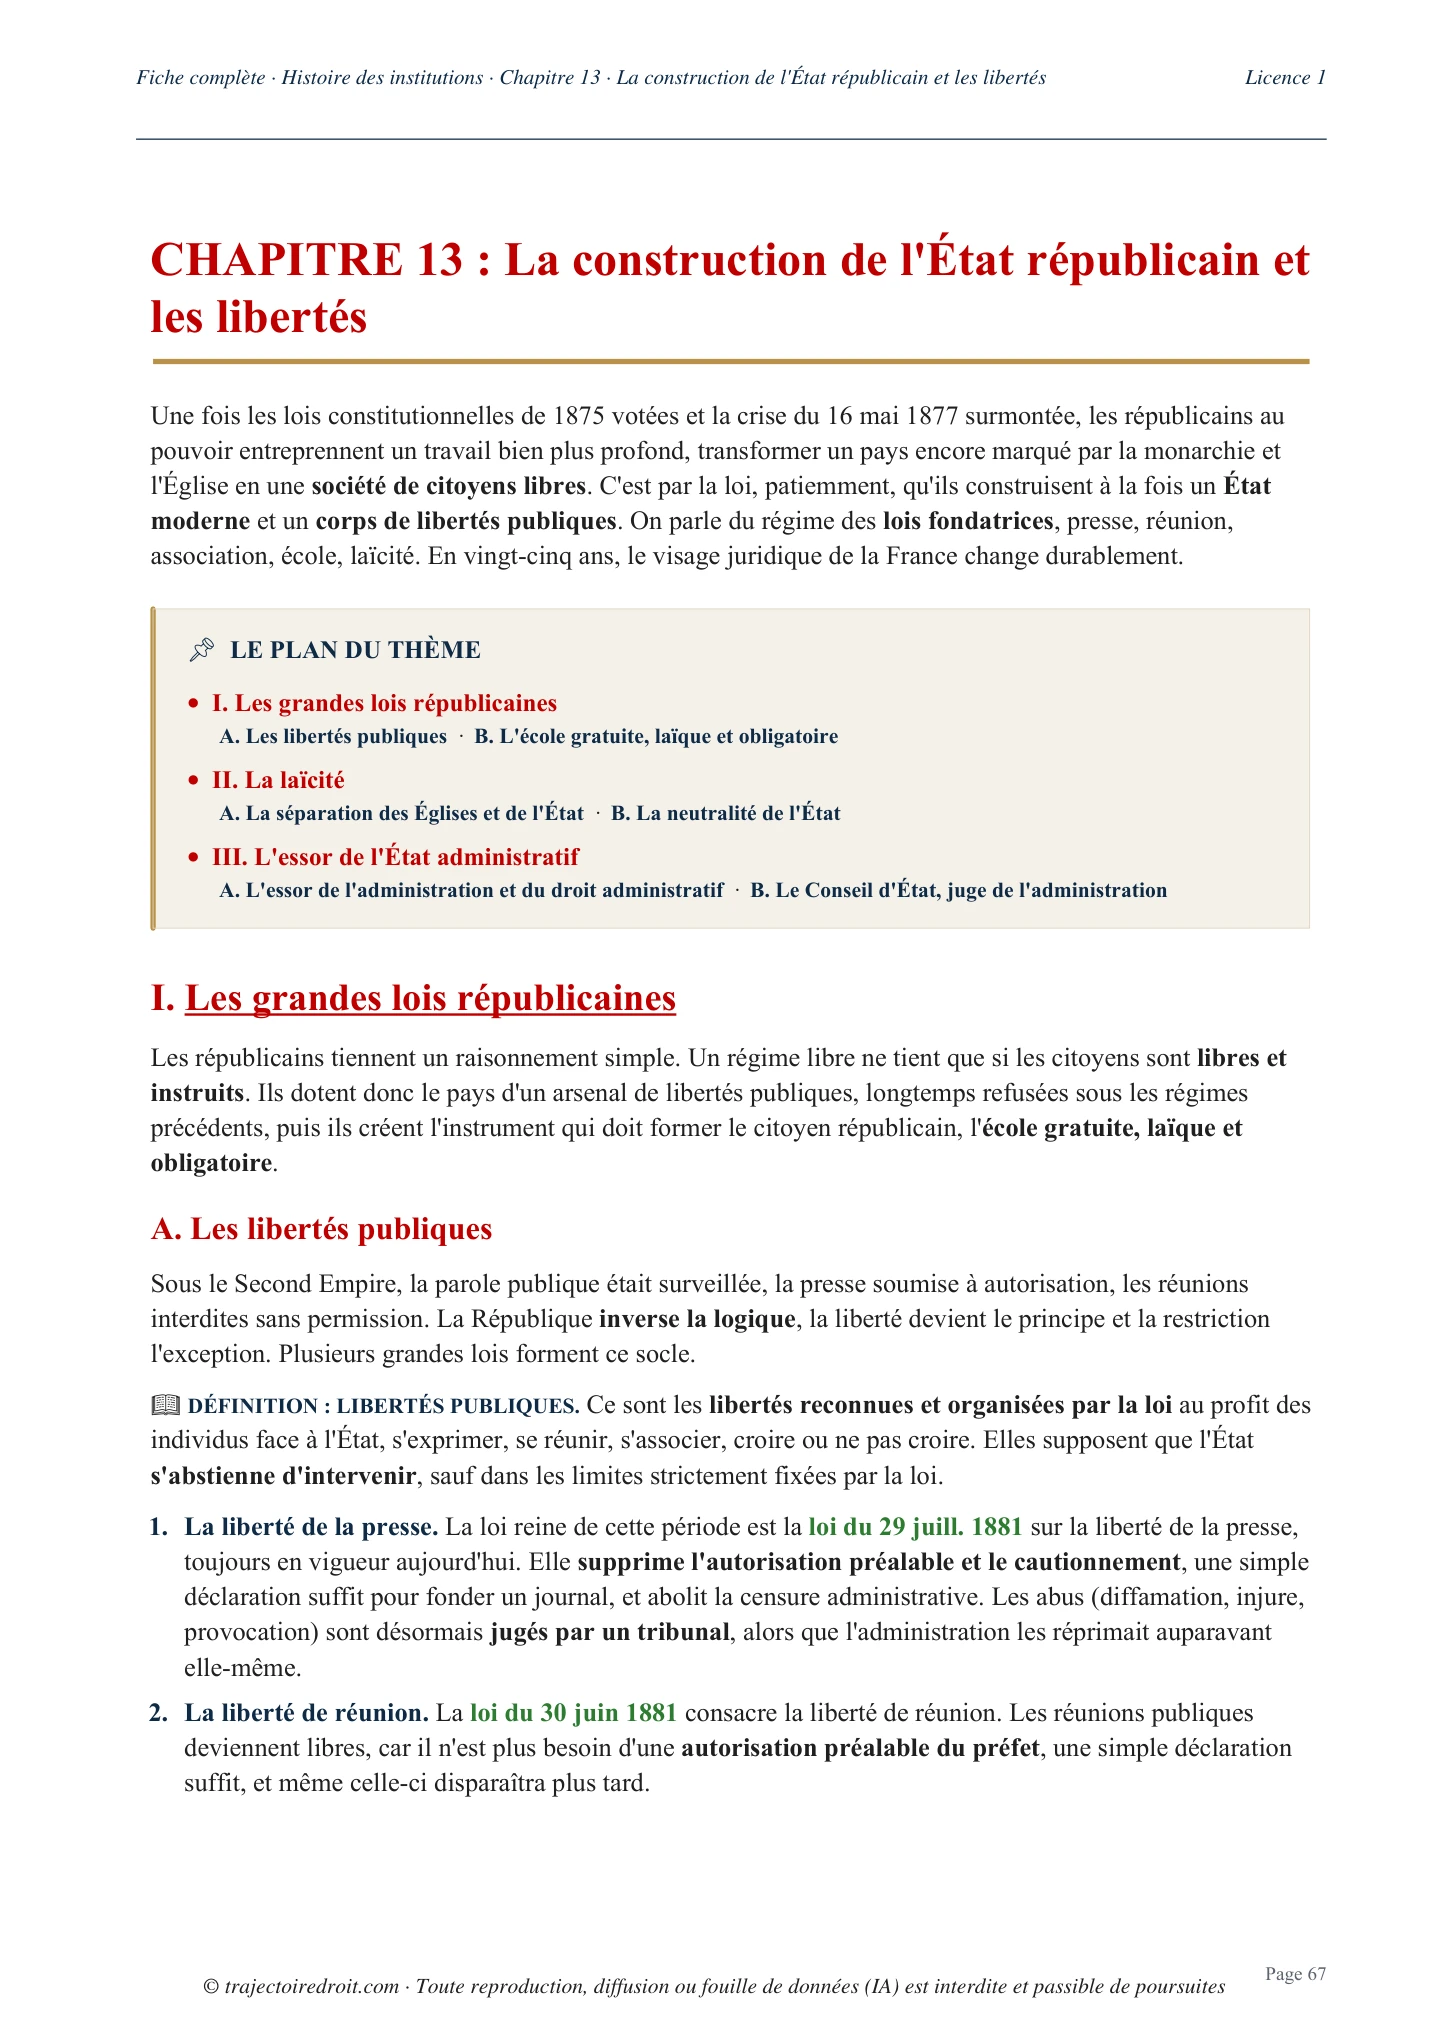 Fiche complète · Histoire des institutions · Chapitre 13 · La construction de l'État républicain et les libertés Licence 1
CHAPITRE 13 : La construction de l'État républicain et
les libertés
Une fois les lois constitutionnelles de 1875 votées et la crise du 16 mai 1877 surmontée, les républicains au
pouvoir entreprennent un travail bien plus profond, transformer un pays encore marqué par la monarchie et
l'Église en une société de citoyens libres. C'est par la loi, patiemment, qu'ils construisent à la fois un État
moderne et un corps de libertés publiques. On parle du régime des lois fondatrices, presse, réunion,
association, école, laïcité. En vingt-cinq ans, le visage juridique de la France change durablement.
LE PLAN DU THÈME
• I. Les grandes lois républicaines
A. Les libertés publiques · B. L'école gratuite, laïque et obligatoire
• II. La laïcité
A. La séparation des Églises et de l'État · B. La neutralité de l'État
• III. L'essor de l'État administratif
A. L'essor de l'administration et du droit administratif · B. Le Conseil d'État, juge de l'administration
I. Les grandes lois républicaines
Les républicains tiennent un raisonnement simple. Un régime libre ne tient que si les citoyens sont libres et
instruits. Ils dotent donc le pays d'un arsenal de libertés publiques, longtemps refusées sous les régimes
précédents, puis ils créent l'instrument qui doit former le citoyen républicain, l'école gratuite, laïque et
obligatoire.
A. Les libertés publiques
Sous le Second Empire, la parole publique était surveillée, la presse soumise à autorisation, les réunions
interdites sans permission. La République inverse la logique, la liberté devient le principe et la restriction
l'exception. Plusieurs grandes lois forment ce socle.
DÉFINITION : LIBERTÉS PUBLIQUES. Ce sont les libertés reconnues et organisées par la loi au profit des
individus face à l'État, s'exprimer, se réunir, s'associer, croire ou ne pas croire. Elles supposent que l'État
s'abstienne d'intervenir, sauf dans les limites strictement fixées par la loi.
1. La liberté de la presse. La loi reine de cette période est la loi du 29 juill. 1881 sur la liberté de la presse,
toujours en vigueur aujourd'hui. Elle supprime l'autorisation préalable et le cautionnement, une simple
déclaration suffit pour fonder un journal, et abolit la censure administrative. Les abus (diffamation, injure,
provocation) sont désormais jugés par un tribunal, alors que l'administration les réprimait auparavant
elle-même.
2. La liberté de réunion. La loi du 30 juin 1881 consacre la liberté de réunion. Les réunions publiques
deviennent libres, car il n'est plus besoin d'une autorisation préalable du préfet, une simple déclaration
suffit, et même celle-ci disparaîtra plus tard.
Page 67
© trajectoiredroit.com · Toute reproduction, diffusion ou fouille de données (IA) est interdite et passible de poursuites